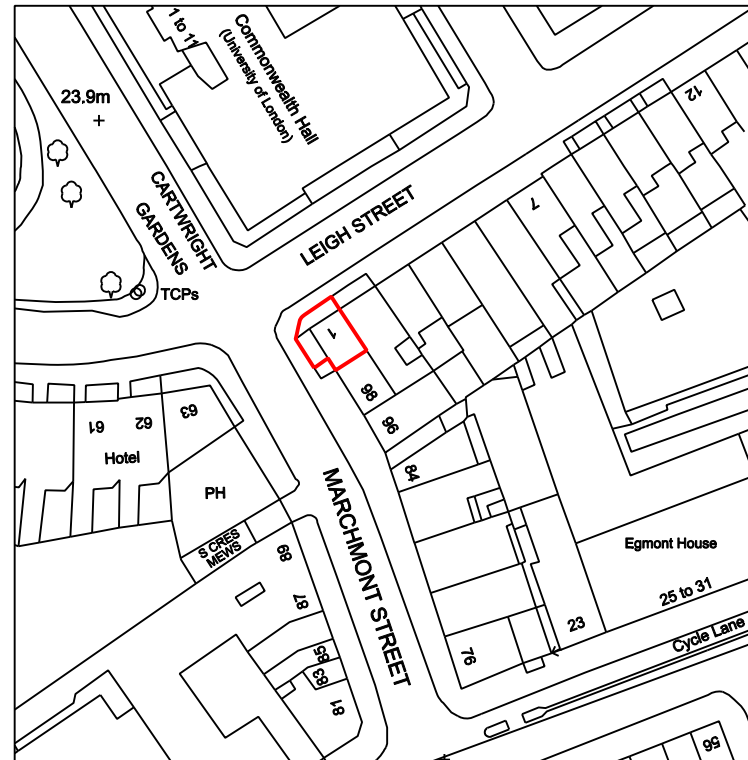 1 to 11
Commonwealth Hall
(University of London)
12
23.9m
CARTWRIGHT
GARDENS
LEIGH STREET
7
TCPs
1
98
96
84
63
62
61
Hotel
PH
S CRES
MEWS
MARCHMONT STREET
89
87
85
83
81
76
Egmont House
25 to 31
23
Cycle Lane
56